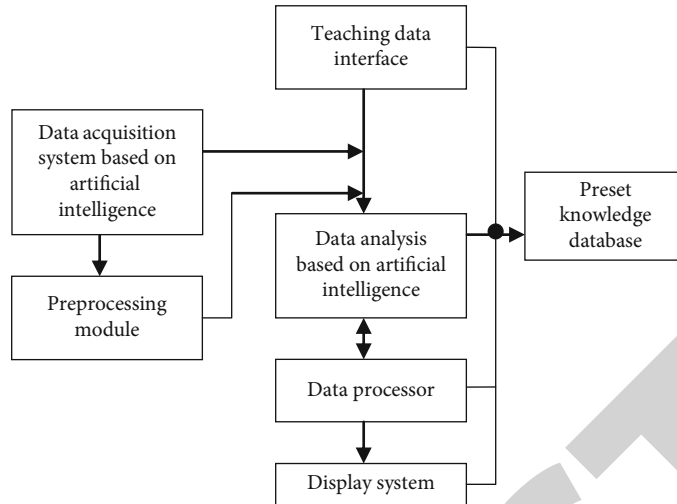 Teaching data
interface
Data acquisition
system based on
artificial
intelligence
Preset
knowledge
database
Data analysis
based on artificial
intelligence
Preprocessing
module
Data processor
Display system